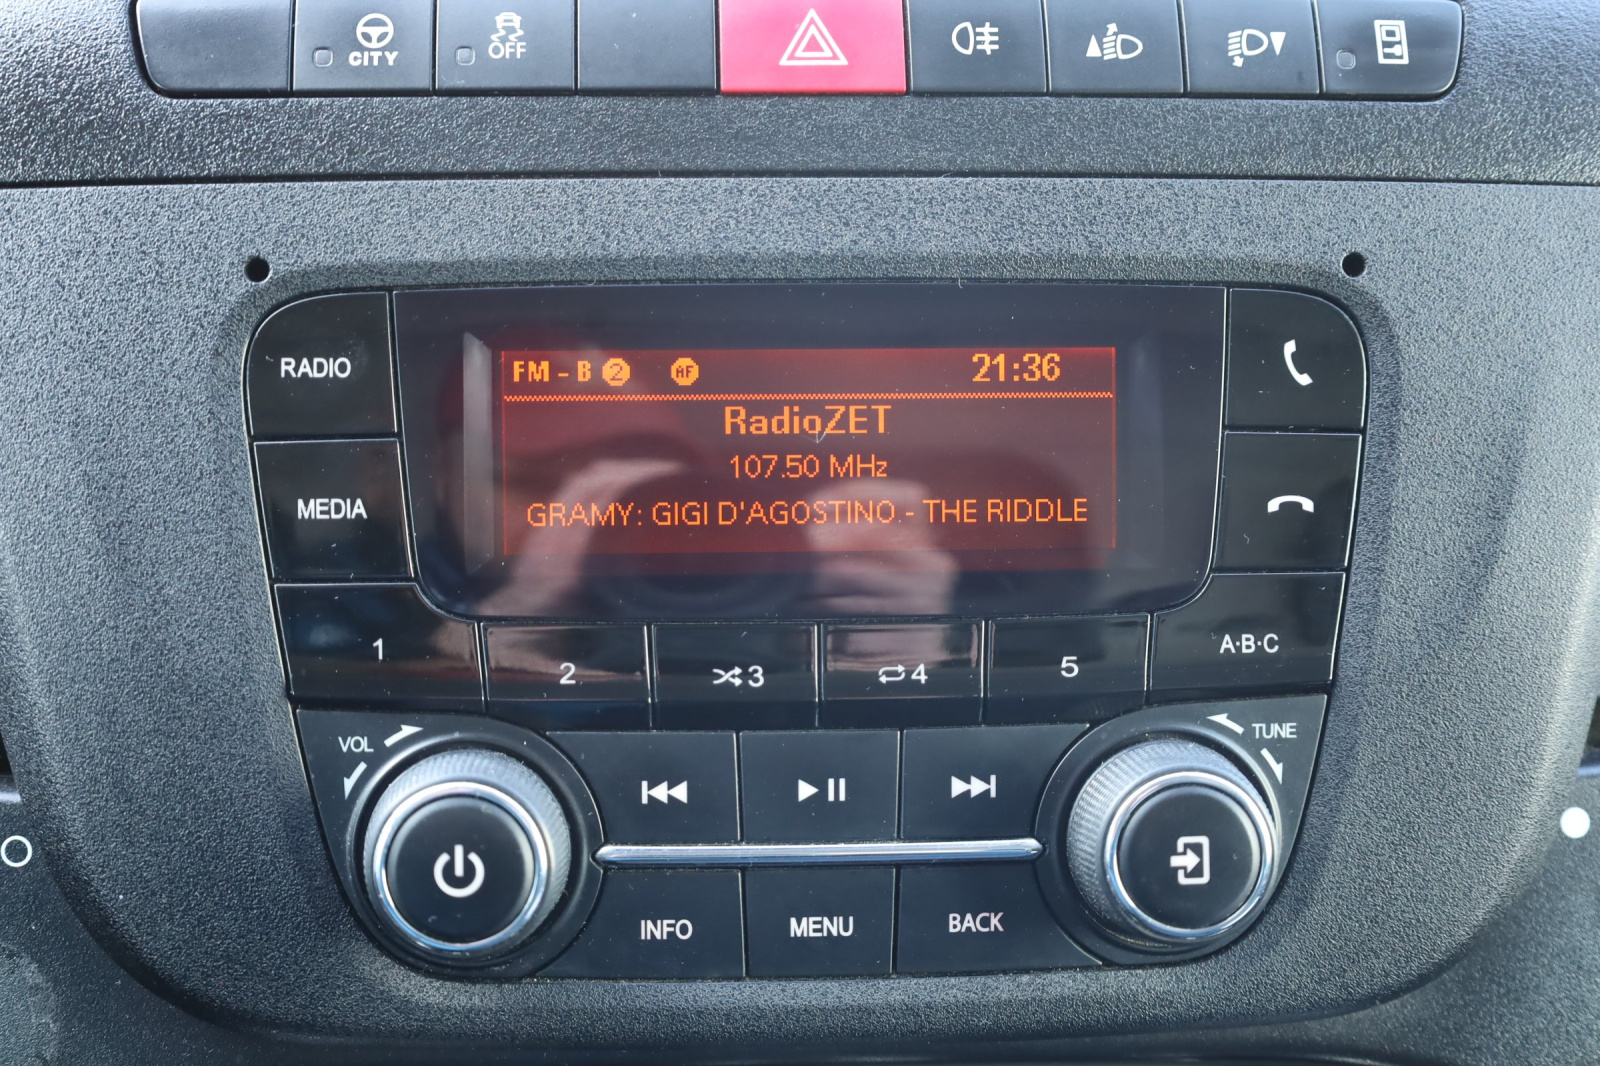 CITY
OFF
RADIO
FM - B 2 AF 21:36
RadioZET
107.50 MHz
GRAMY: GIGI D'AGOSTINO - THE RIDDLE
MEDIA
1
2
3
4
5
A·B·C
VOL
TUNE
INFO
MENU
BACK